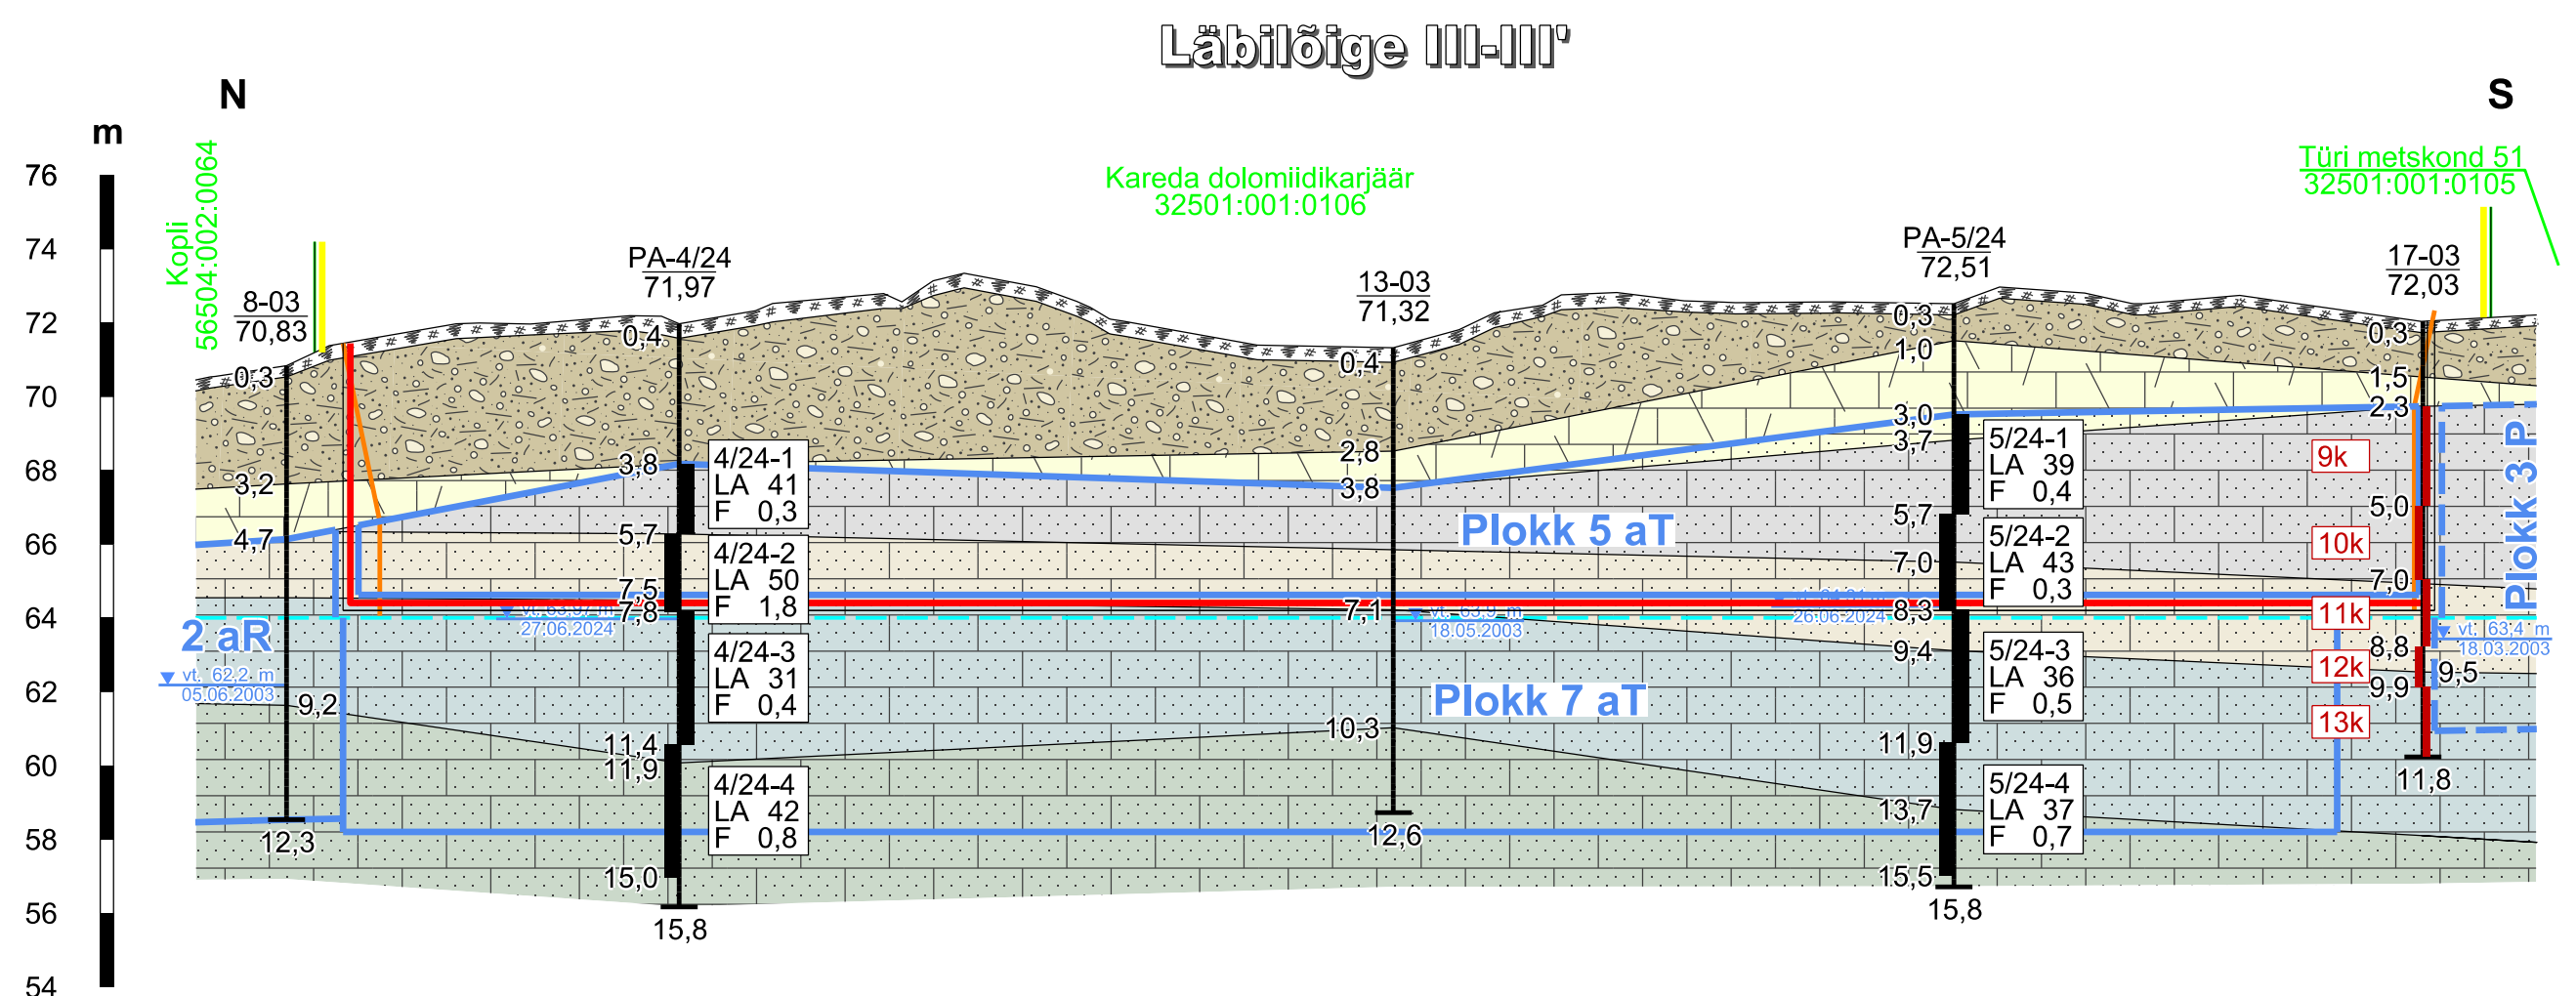 Läbilõige III-III'
N
S
m
76
74
72
70
68
66
64
62
60
58
56
54
Kopli
56504:002:0064
Kareda dolomiidikarjäär
32501:001:0106
Türi metskond 51
32501:001:0105
8-03
70,83
0,3
3,2
4,7
9,2
12,3
2 aR
vt. 62,2 m
05.06.2003
PA-4/24
71,97
0,4
3,8
5,7
7,5
7,8
11,4
11,9
15,0
15,8
4/24-1
LA 41
F 0,3
4/24-2
LA 50
F 1,8
4/24-3
LA 31
F 0,4
4/24-4
LA 42
F 0,8
vt. 63,97 m
27.06.2024
13-03
71,32
0,4
2,8
3,8
7,1
10,3
12,6
vt. 63,9 m
18.05.2003
Plokk 5 aT
Plokk 7 aT
PA-5/24
72,51
0,3
1,0
3,0
3,7
5,7
7,0
8,3
9,4
11,9
13,7
15,5
15,8
26.06.2024
5/24-1
LA 39
F 0,4
5/24-2
LA 43
F 0,3
5/24-3
LA 36
F 0,5
5/24-4
LA 37
F 0,7
17-03
72,03
0,3
1,5
2,3
5,0
7,0
8,8
9,5
9,9
11,8
9k
10k
11k
12k
13k
Plokk 3 P
vt. 63,4 m
18.03.2003